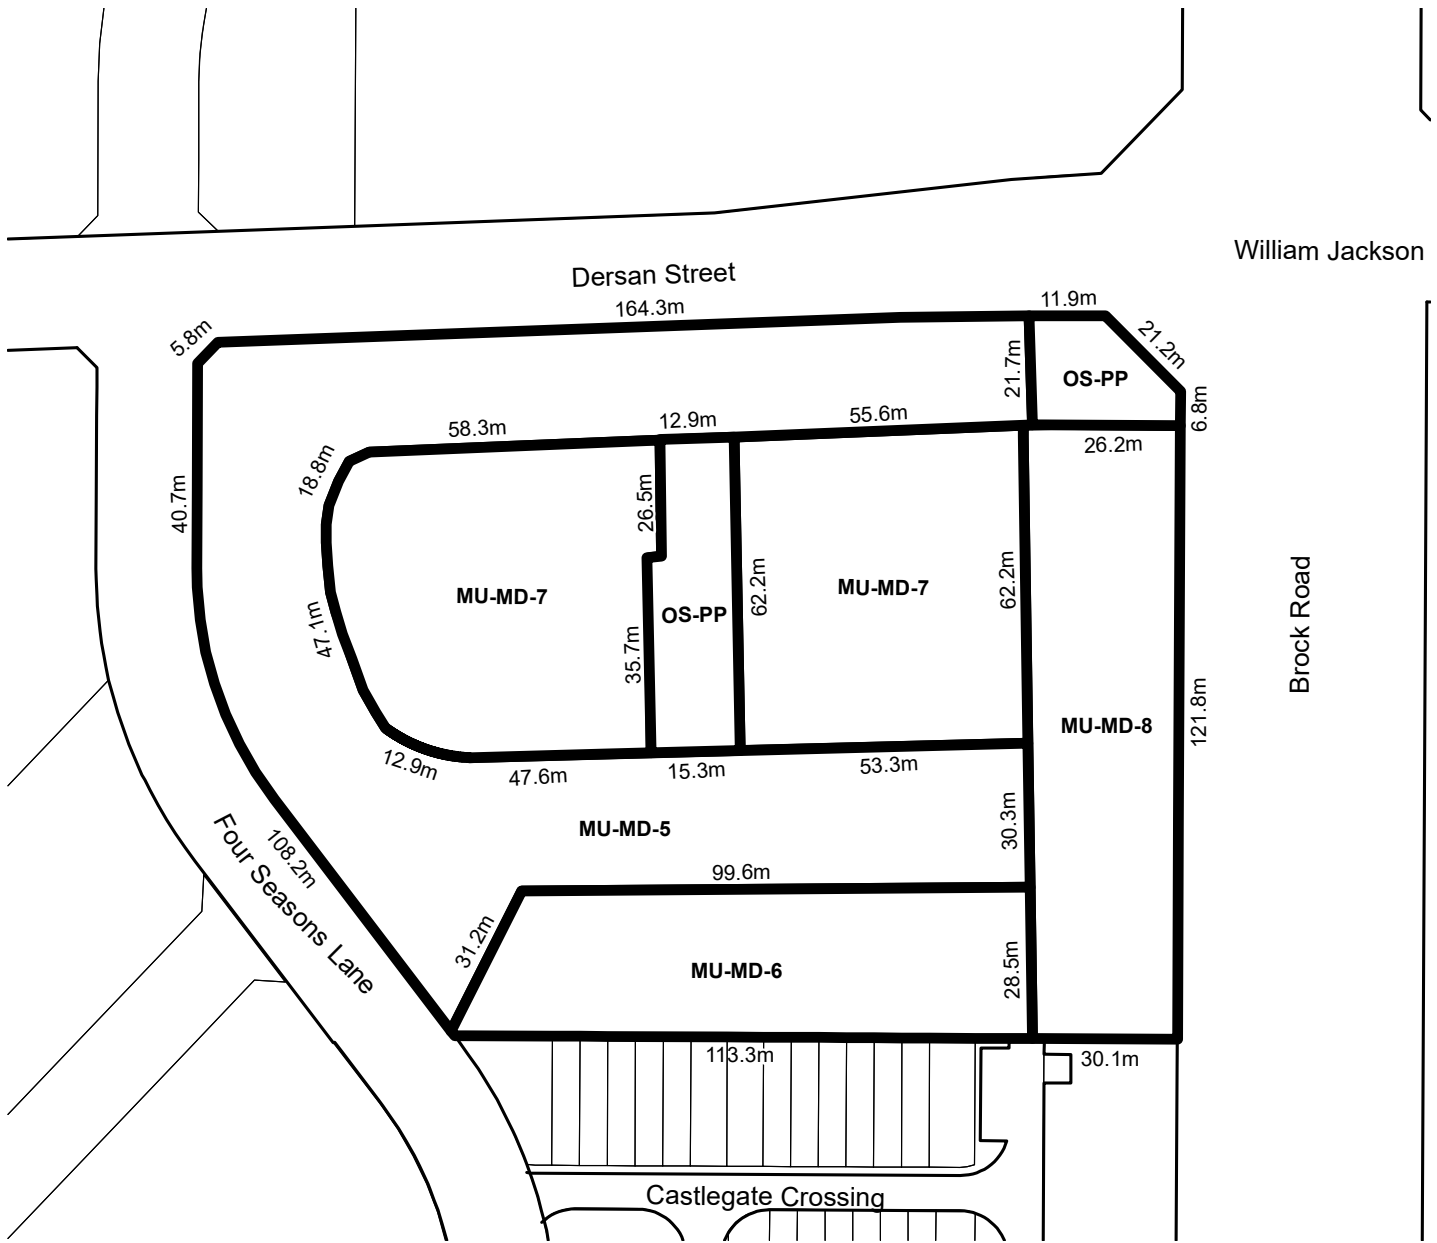 William Jackson
Dersan Street
11.9m
164.3m
5.8m
21.2m
21.7m
OS-PP
6.8m
58.3m
12.9m
55.6m
26.2m
18.8m
40.7m
26.5m
62.2m
62.2m
MU-MD-7
MU-MD-7
OS-PP
Brock Road
47.1m
35.7m
MU-MD-8
121.8m
12.9m
47.6m
15.3m
53.3m
MU-MD-5
30.3m
108.2m
Four Seasons Lane
99.6m
31.2m
MU-MD-6
28.5m
113.3m
30.1m
Castlegate Crossing